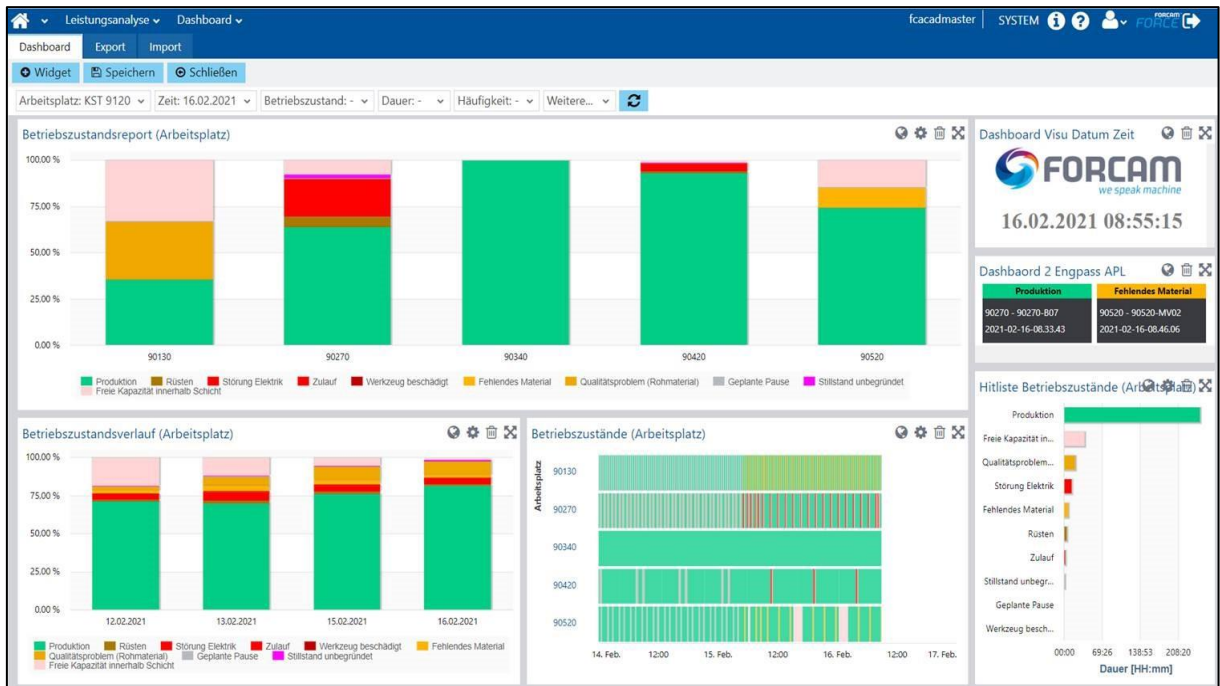 Leistungsanalyse Dashboard fcacadmaster SYSTEM FORCAM FORCE
Dashboard Export Import
Widget Speichern Schließen
Arbeitsplatz: KST 9120 Zeit: 16.02.2021 Betriebszustand: - Dauer: - Häufigkeit: - Weitere...
Betriebszustandsreport (Arbeitsplatz)
100.00 %
75.00 %
50.00 %
25.00 %
0.00 %
90130 90270 90340 90420 90520
Produktion Rüsten Störung Elektrik Zulauf Werkzeug beschädigt Fehlendes Material Qualitätsproblem (Rohmaterial) Geplante Pause Stillstand unbegründet
Freie Kapazität innerhalb Schicht
Dashboard Visu Datum Zeit
FORCAM
we speak machine
16.02.2021 08:55:15
Dashbaord 2 Engpass APL
Produktion Fehlendes Material
90270 - 90270-B07 90520 - 90520-MV02
2021-02-16-08.33.43 2021-02-16-08.46.06
Betriebszustandsverlauf (Arbeitsplatz)
100.00 %
75.00 %
50.00 %
25.00 %
0.00 %
12.02.2021 13.02.2021 15.02.2021 16.02.2021
Produktion Rüsten Störung Elektrik Zulauf Werkzeug beschädigt Fehlendes Material
Qualitätsproblem (Rohmaterial) Geplante Pause Stillstand unbegründet
Freie Kapazität innerhalb Schicht
Betriebszustände (Arbeitsplatz)
Arbeitsplatz
90130
90270
90340
90420
90520
14. Feb. 12:00 15. Feb. 12:00 16. Feb. 12:00 17. Feb.
Hitliste Betriebszustände (Arbeitsplatz)
Produktion
Freie Kapazität in...
Qualitätsproblem...
Störung Elektrik
Fehlendes Material
Rüsten
Zulauf
Stillstand unbegr...
Geplante Pause
Werkzeug besch...
00:00 69:26 138:53 208:20
Dauer [HH:mm]